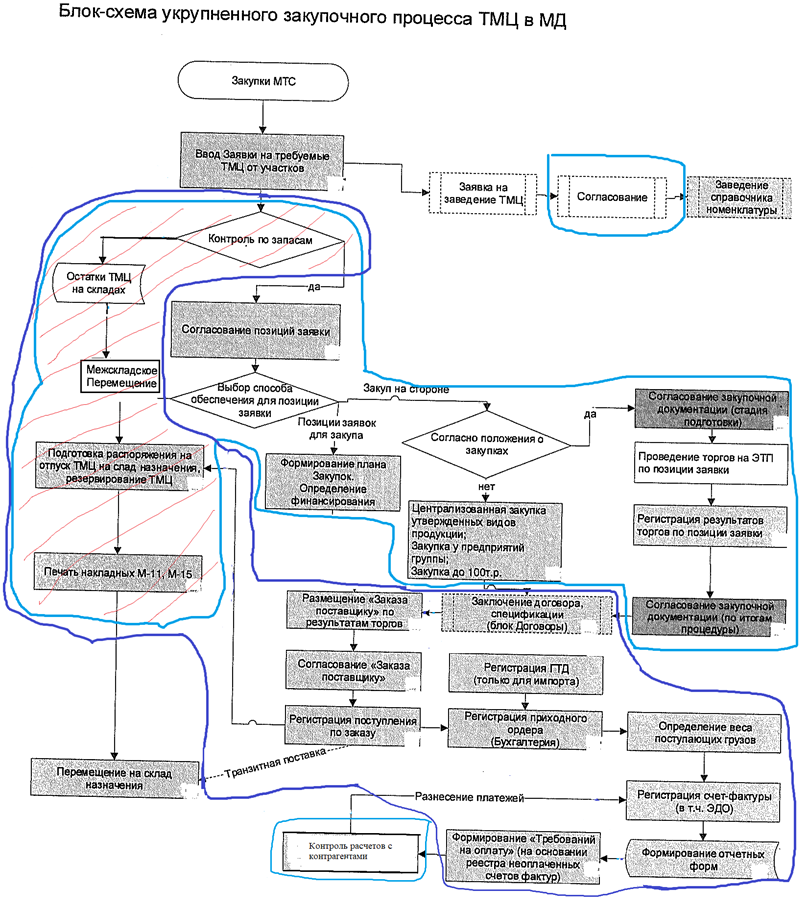 Блок-схема укрупненного закупочного процесса ТМЦ в МД
Закупки МТС
Ввод Заявки на требуемые
ТМЦ от участков
Заявка на
заведение ТМЦ
Согласование
Заведение
справочника
номенклатуры
Контроль по запасам
Остатки ТМЦ
на складах
да
Согласование позиций заявки
Межскладское
Перемещение
Выбор способа
обеспечения для позиции
заявки
Закуп на стороне
Позиции заявок
для закупа
Согласно положения о
закупках
да
Согласование закупочной
документации (стадия
подготовки)
Подготовка распоряжения на
отпуск ТМЦ на слад назначения,
резервирование ТМЦ
Формирование плана
Закупок.
Определение
финансирования
нет
Проведение торгов на ЭТП
по позиции заявки
Централизованная закупка
утвержденных видов
продукции;
Закупка у предприятий
группы;
Закупка до 100т.р.
Регистрация результатов
торгов по позиции заявки
Печать накладных М-11, М-15
Размещение «Заказа
поставщику» по
результатам торгов
Заключение договора,
спецификации
(блок Договоры)
Согласование закупочной
документации (по итогам
процедуры)
Согласование «Заказа
поставщику»
Регистрация ГТД
(только для импорта)
Регистрация поступления
по заказу
Регистрация приходного
ордера
(Бухгалтерия)
Определение веса
поступающих грузов
Перемещение на склад
назначения
Транзитная поставка
Разнесение платежей
Регистрация счет-фактуры
(в т.ч. ЭДО)
Контроль расчетов с
контрагентами
Формирование «Требований
на оплату» (на основании
реестра неоплаченных
счетов фактур)
Формирование отчетных
форм